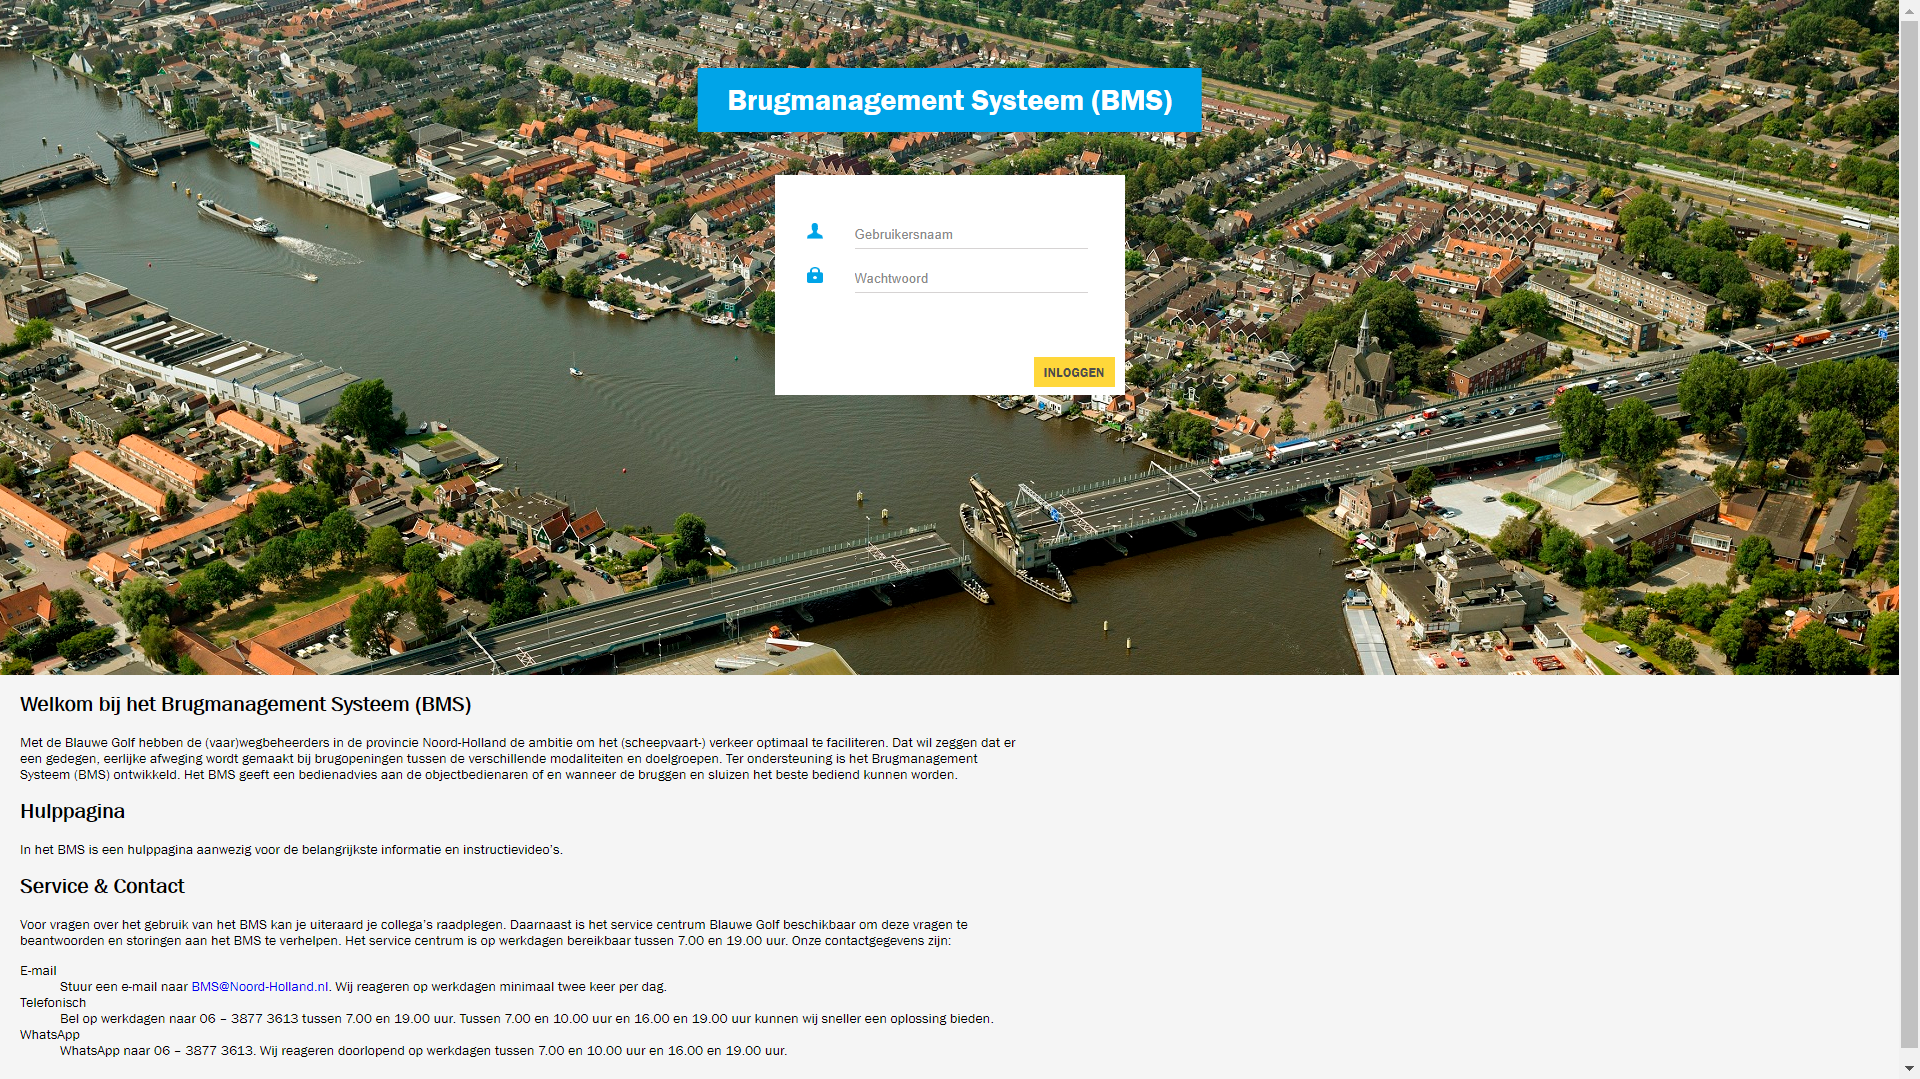 Brugmanagement Systeem (BMS)
Gebruikersnaam
Wachtwoord
INLOGGEN
Welkom bij het Brugmanagement Systeem (BMS)
Met de Blauwe Golf hebben de (vaar)wegbeheerders in de provincie Noord-Holland de ambitie om het (scheepvaart-) verkeer optimaal te faciliteren. Dat wil zeggen dat er
een gedegen, eerlijke afweging wordt gemaakt bij brugopeningen tussen de verschillende modaliteiten en doelgroepen. Ter ondersteuning is het Brugmanagement
Systeem (BMS) ontwikkeld. Het BMS geeft een bedienadvies aan de objectbedienaren of en wanneer de bruggen en sluizen het beste bediend kunnen worden.
Hulppagina
In het BMS is een hulppagina aanwezig voor de belangrijkste informatie en instructievideo's.
Service & Contact
Voor vragen over het gebruik van het BMS kan je uiteraard je collega's raadplegen. Daarnaast is het service centrum Blauwe Golf beschikbaar om deze vragen te
beantwoorden en storingen aan het BMS te verhelpen. Het service centrum is op werkdagen bereikbaar tussen 7.00 en 19.00 uur. Onze contactgegevens zijn:
E-mail
Stuur een e-mail naar BMS@Noord-Holland.nl. Wij reageren op werkdagen minimaal twee keer per dag.
Telefonisch
Bel op werkdagen naar 06 – 3877 3613 tussen 7.00 en 19.00 uur. Tussen 7.00 en 10.00 uur en 16.00 en 19.00 uur kunnen wij sneller een oplossing bieden.
WhatsApp
WhatsApp naar 06 – 3877 3613. Wij reageren doorlopend op werkdagen tussen 7.00 en 10.00 uur en 16.00 en 19.00 uur.